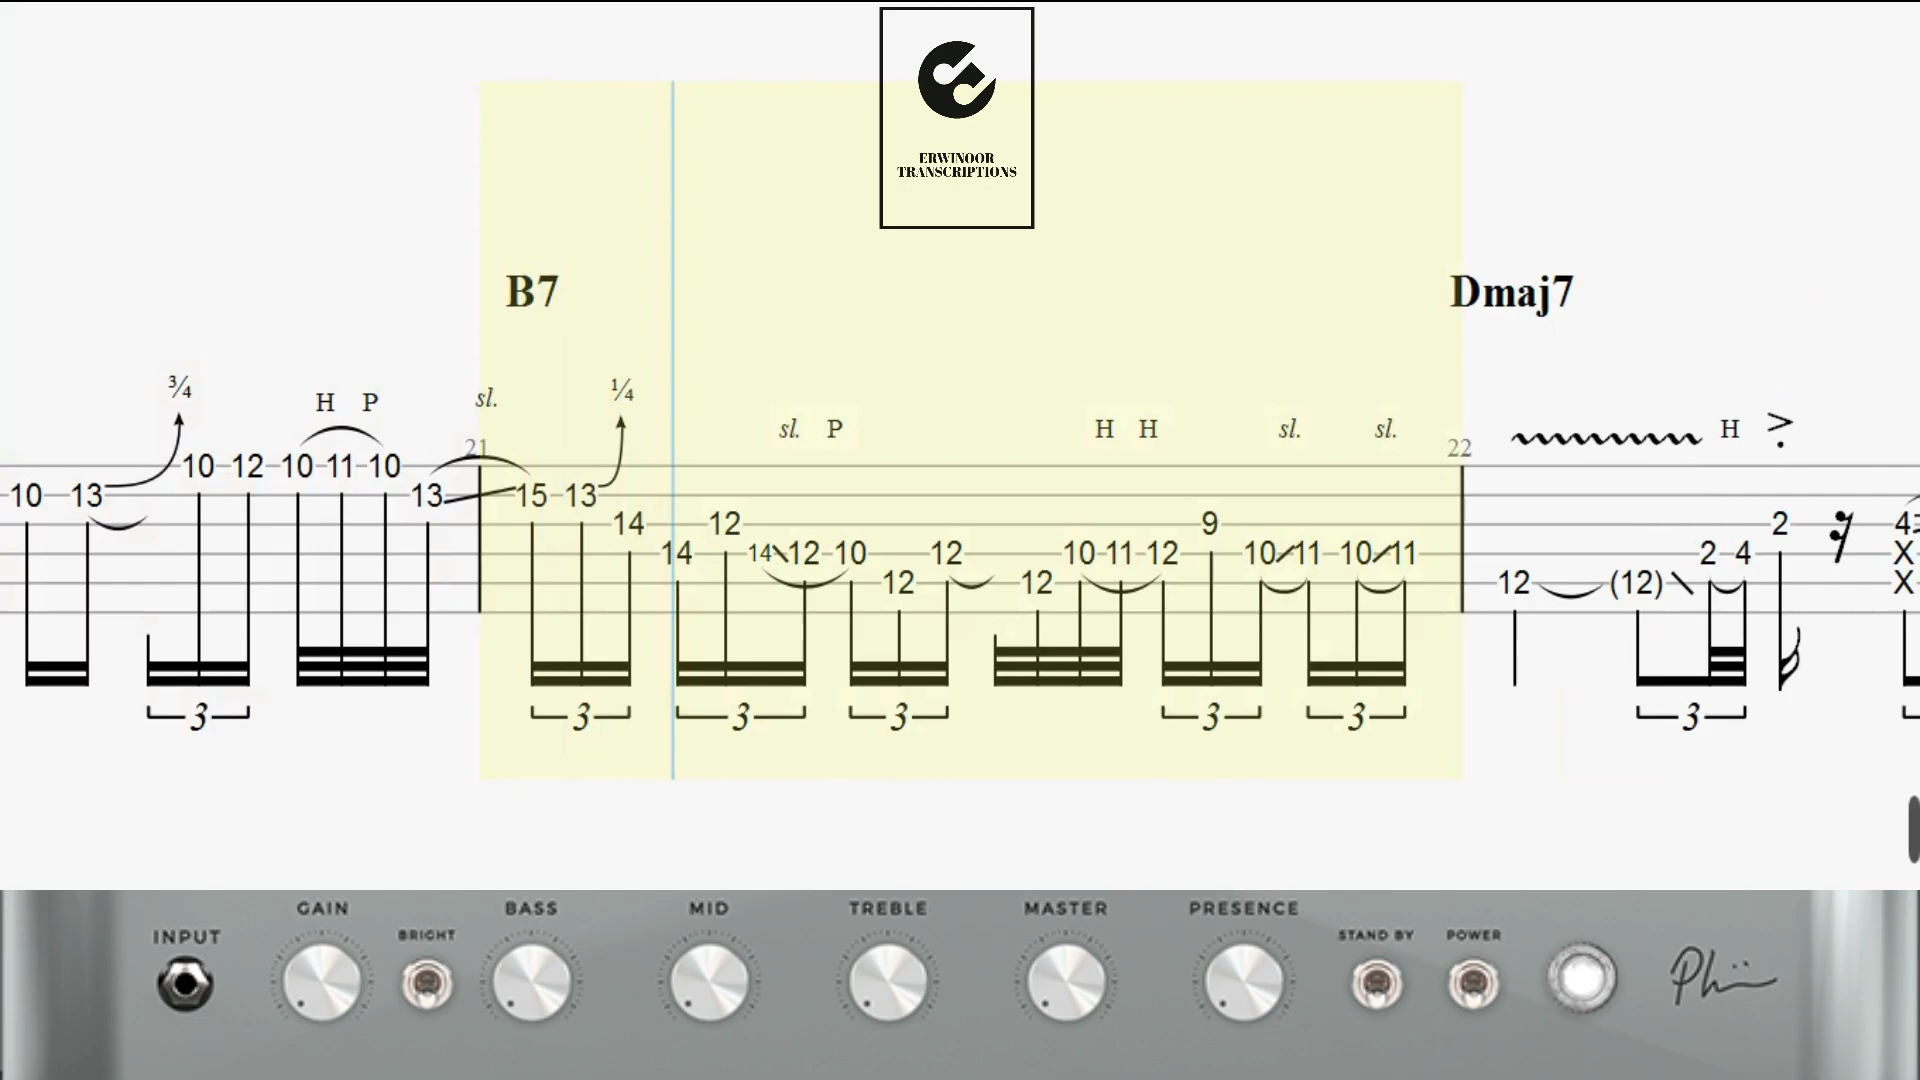 ERWINOOR
TRANSCRIPTIONS
B7 Dmaj7
¾ H P sl. ¼ sl. P H H sl. sl. H >
21 22
10 12 10 11 10
10 13 13 15 13
14 12 9 2 4
14 14 12 10 12 10 11 12 10 11 10 11 2 4 X
12 12 12 (12) X
3 3 3 3 3 3 3
GAIN BASS MID TREBLE MASTER PRESENCE
INPUT BRIGHT STAND BY POWER